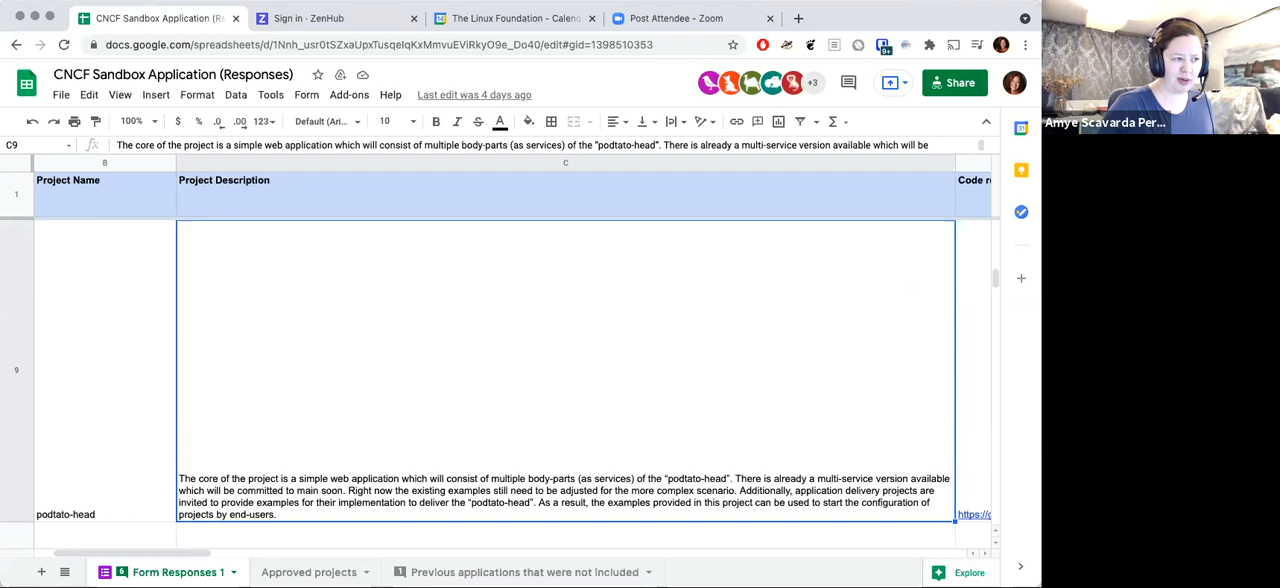 CNCF Sandbox Application (Re
Sign in · ZenHub
The Linux Foundation - Calend
Post Attendee - Zoom
docs.google.com/spreadsheets/d/1Nnh_usr0tSZxaUpxTusqeIqKxMmvuEViRkyO9e_Do40/edit#gid=1398510353
9+
CNCF Sandbox Application (Responses)
File Edit View Insert Format Data Tools Form Add-ons Help Last edit was 4 days ago
+3
Share
Amye Scavarda Per...
100% $ % .0 .00 123 Default (Ari... 10 B I S A
C9
fx
The core of the project is a simple web application which will consist of multiple body-parts (as services) of the "podtato-head". There is already a multi-service version available which will be
B C
1 Project Name Project Description Code r
9
The core of the project is a simple web application which will consist of multiple body-parts (as services) of the "podtato-head". There is already a multi-service version available
which will be committed to main soon. Right now the existing examples still need to be adjusted for the more complex scenario. Additionally, application delivery projects are
invited to provide examples for their implementation to deliver the "podtato-head". As a result, the examples provided in this project can be used to start the configuration of
podtato-head projects by end-users. https://g
6 Form Responses 1 Approved projects 1 Previous applications that were not Included Explore